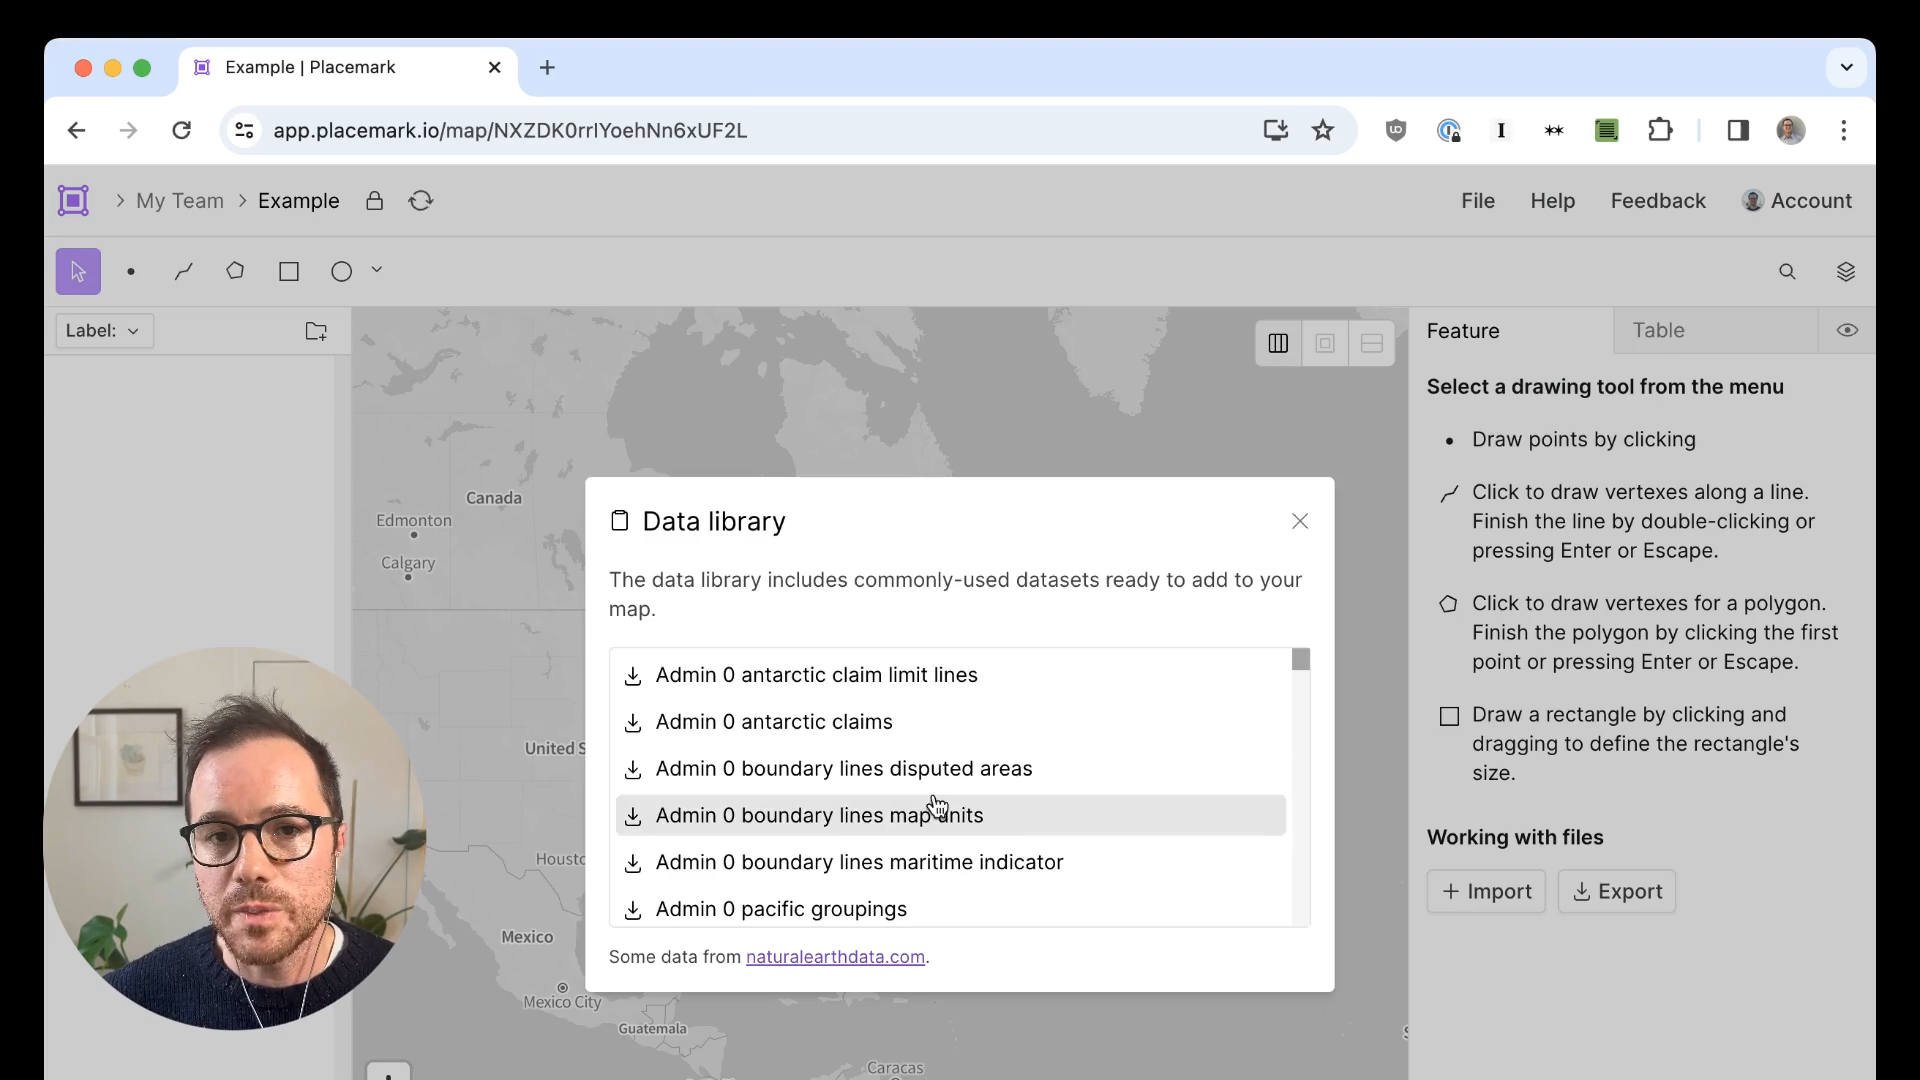 Example | Placemark
app.placemark.io/map/NXZDK0rrlYoehNn6xUF2L
My Team
Example
File
Help
Feedback
Account
Label:
Feature
Table
Select a drawing tool from the menu
Draw points by clicking
Click to draw vertexes along a line.
Finish the line by double-clicking or
pressing Enter or Escape.
Click to draw vertexes for a polygon.
Finish the polygon by clicking the first
point or pressing Enter or Escape.
Draw a rectangle by clicking and
dragging to define the rectangle's
size.
Working with files
Import
Export
Canada
Edmonton
Calgary
United S
Housto
Mexico
Mexico City
Guatemala
Caracas
Data library
The data library includes commonly-used datasets ready to add to your
map.
Admin 0 antarctic claim limit lines
Admin 0 antarctic claims
Admin 0 boundary lines disputed areas
Admin 0 boundary lines map units
Admin 0 boundary lines maritime indicator
Admin 0 pacific groupings
Some data from naturalearthdata.com.